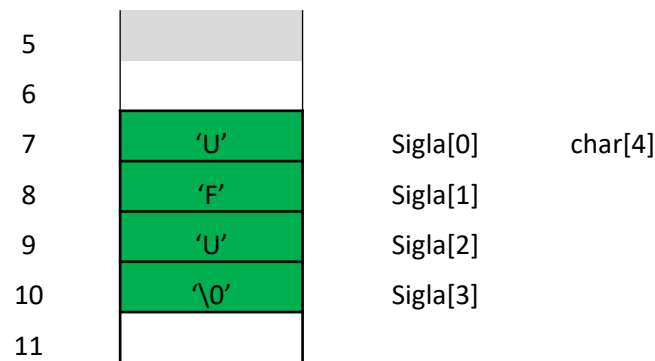 5
6
7 ‘U’ Sigla[0] char[4]
8 ‘F’ Sigla[1]
9 ‘U’ Sigla[2]
10 ‘\0’ Sigla[3]
11